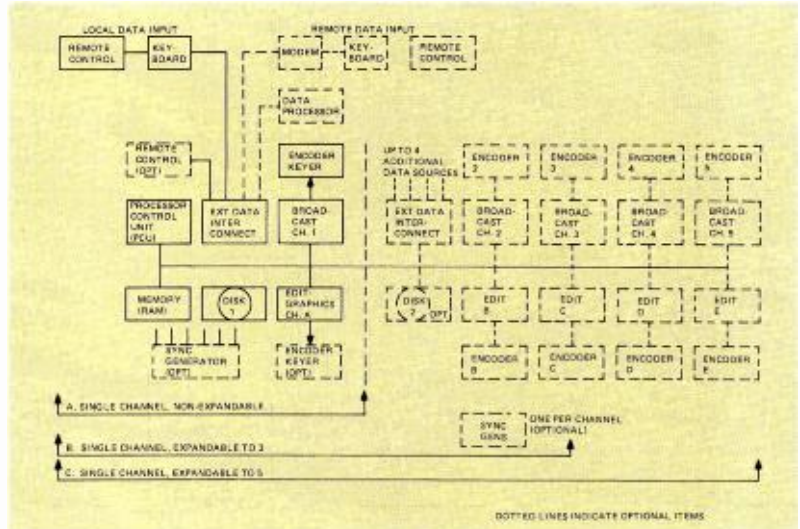 LOCAL DATA INPUT
REMOTE DATA INPUT
REMOTE
CONTROL
KEY-
BOARD
MODEM
KEY-
BOARD
REMOTE
CONTROL
DATA
PROCESSOR
REMOTE
CONTROL
(OPT)
ENCODER
KEYER
UP TO 4
ADDITIONAL
DATA SOURCES
ENCODER
2
ENCODER
3
ENCODER
4
ENCODER
5
PROCESSOR
CONTROL
UNIT
(PCU)
EXT DATA
INTER
CONNECT
BROAD-
CAST
CH. 1
EXT DATA
INTER-
CONNECT
BROAD-
CAST
CH. 2
BROAD-
CAST
CH. 3
BROAD-
CAST
CH. 4
BROAD-
CAST
CH. 5
MEMORY
(RAM)
DISK
1
EDIT
GRAPHICS
CH. A
DISK
2
OPT
EDIT
B
EDIT
C
EDIT
D
EDIT
E
SYNC
GENERATOR
(OPT)
ENCODER
KEYER
(OPT)
ENCODER
B
ENCODER
C
ENCODER
D
ENCODER
E
A. SINGLE CHANNEL, NON-EXPANDABLE
SYNC
GENS
ONE PER CHANNEL
(OPTIONAL)
B. SINGLE CHANNEL, EXPANDABLE TO 3
C. SINGLE CHANNEL, EXPANDABLE TO 5
DOTTED LINES INDICATE OPTIONAL ITEMS